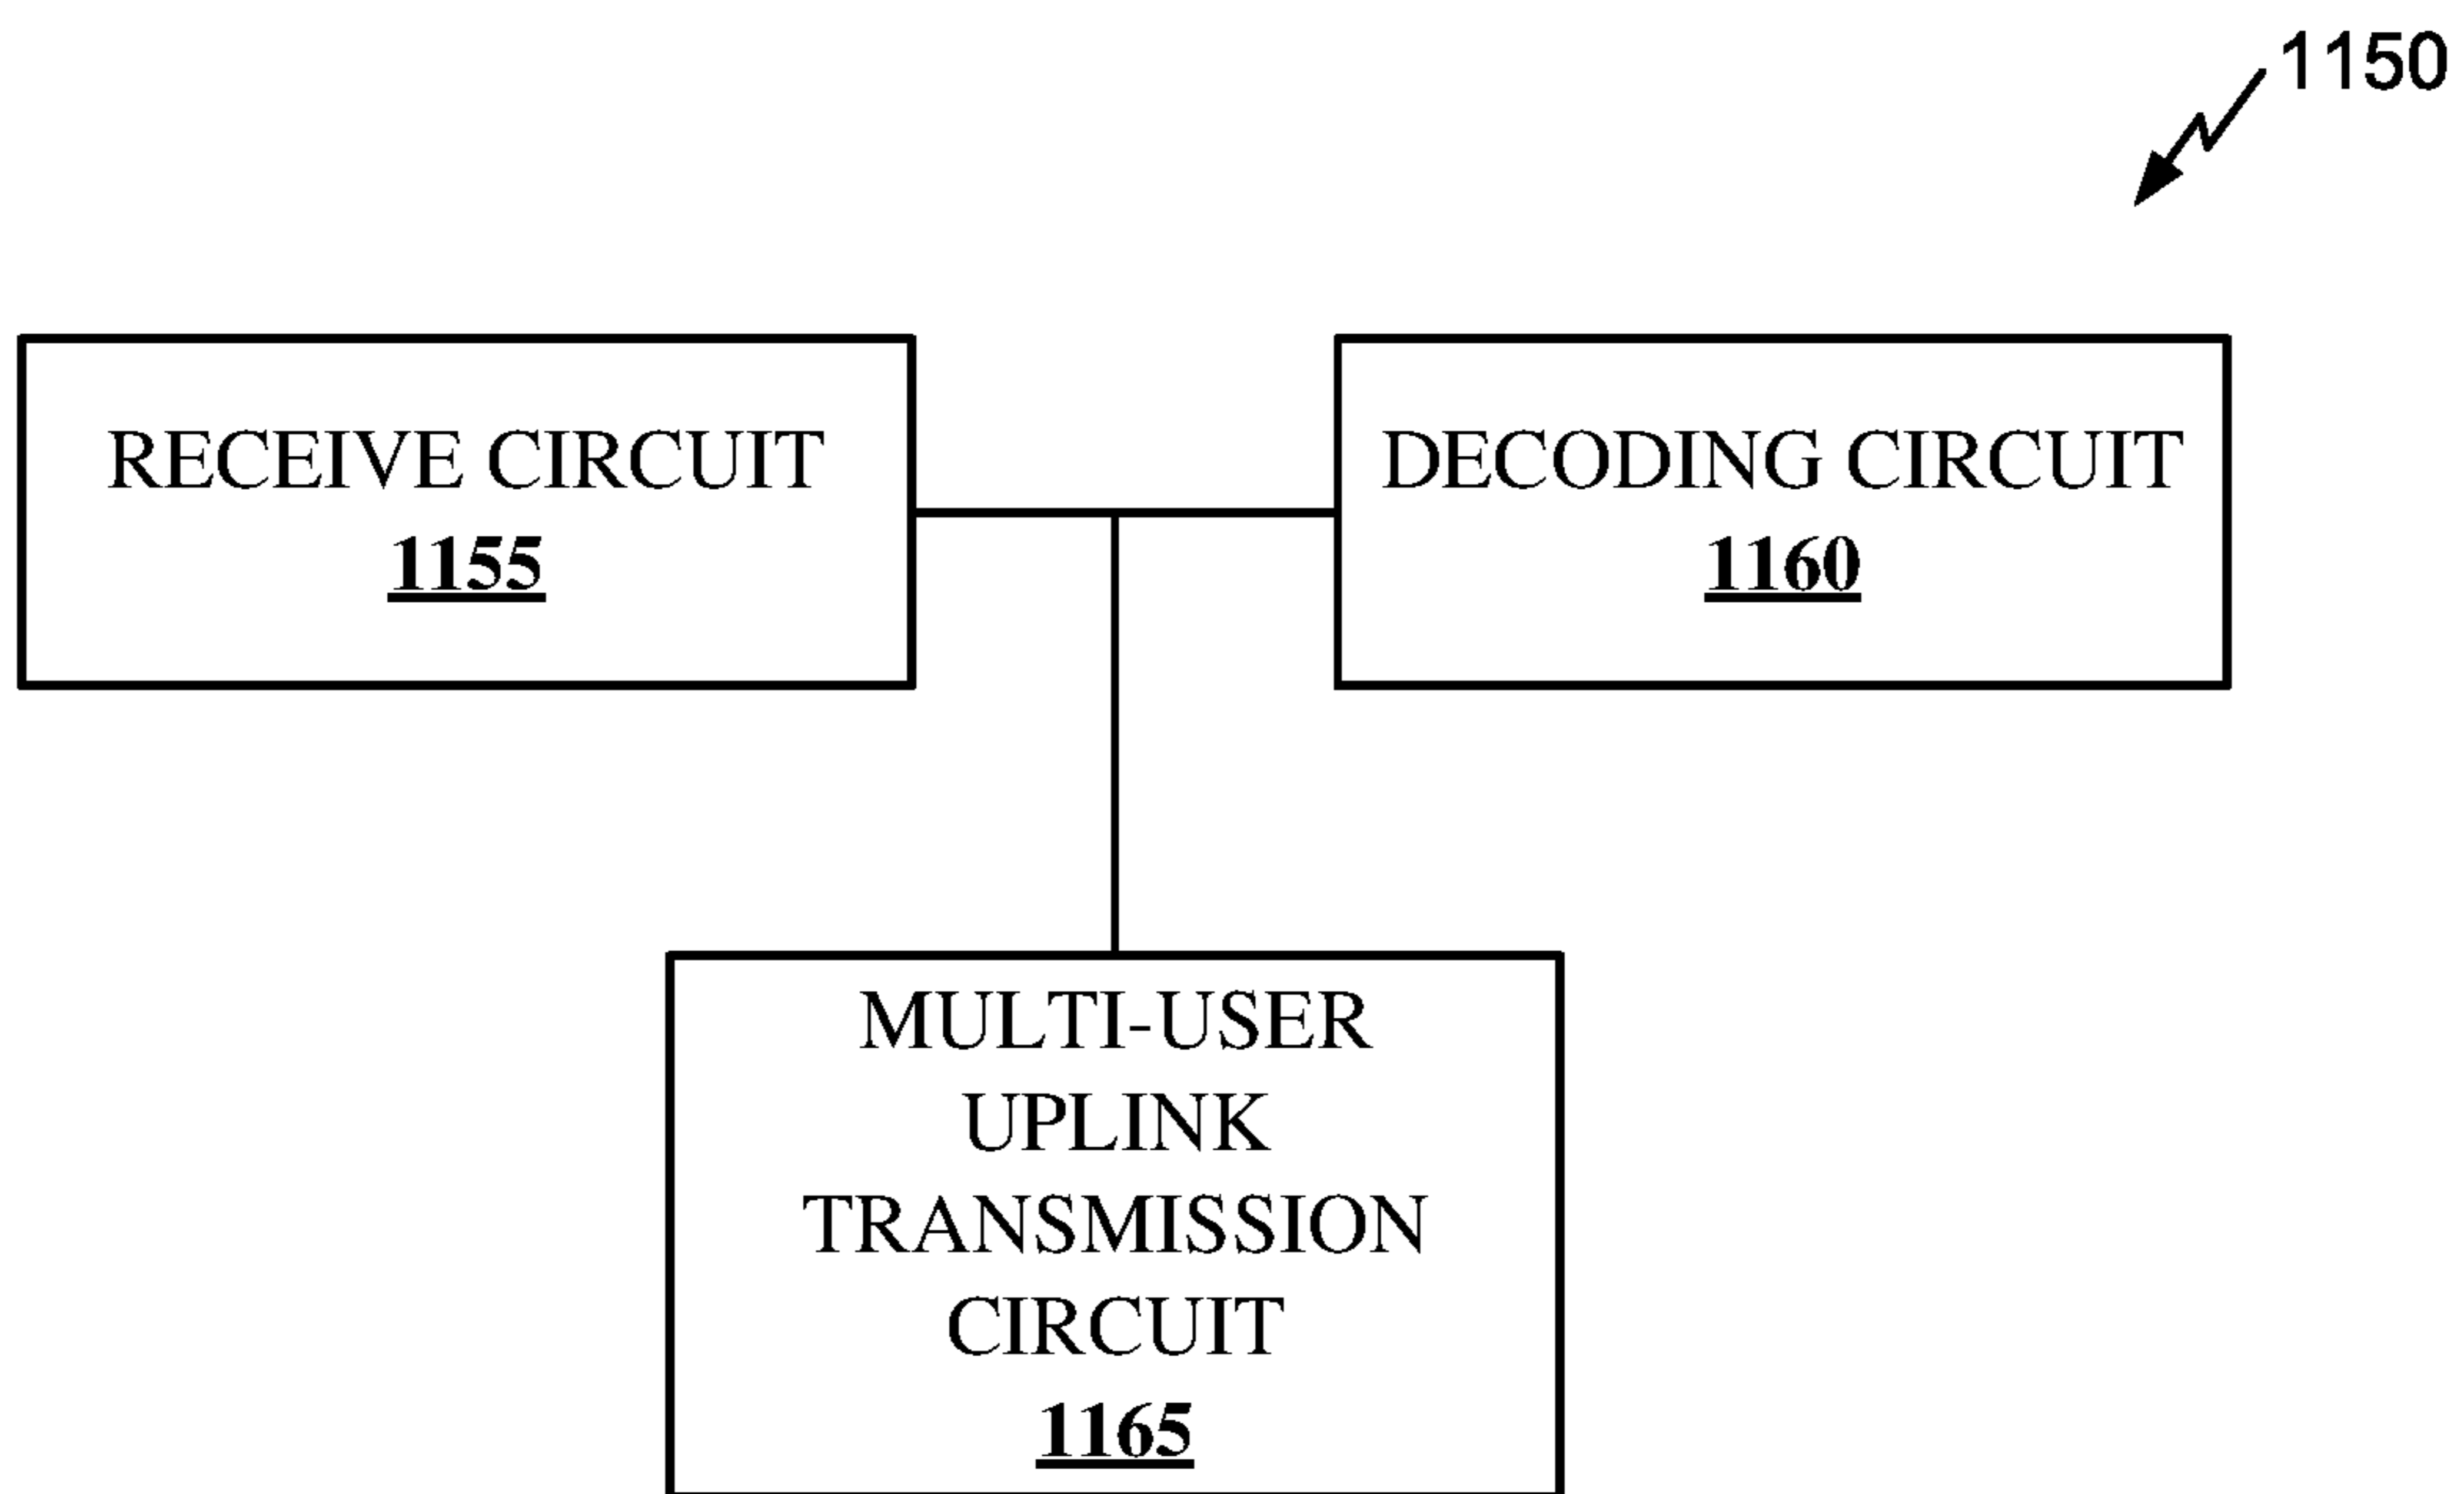 1150
RECEIVE CIRCUIT
1155
DECODING CIRCUIT
1160
MULTI-USER
UPLINK
TRANSMISSION
CIRCUIT
1165